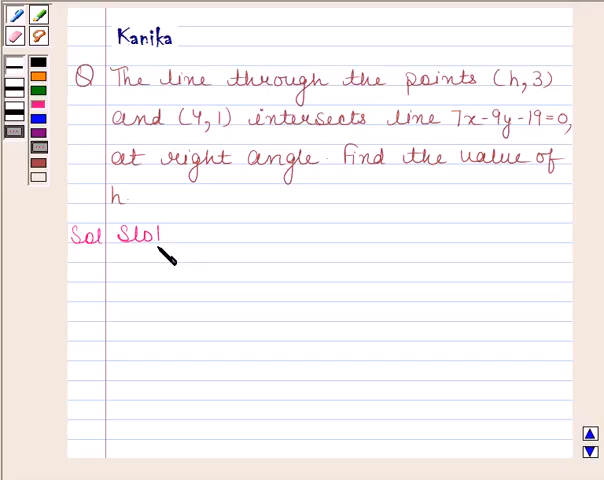 Kanika
Q The line through the points (h, 3)
and (4, 1) intersects line 7x-9y-19=0,
at right angle. Find the value of
h.
Sol Slo